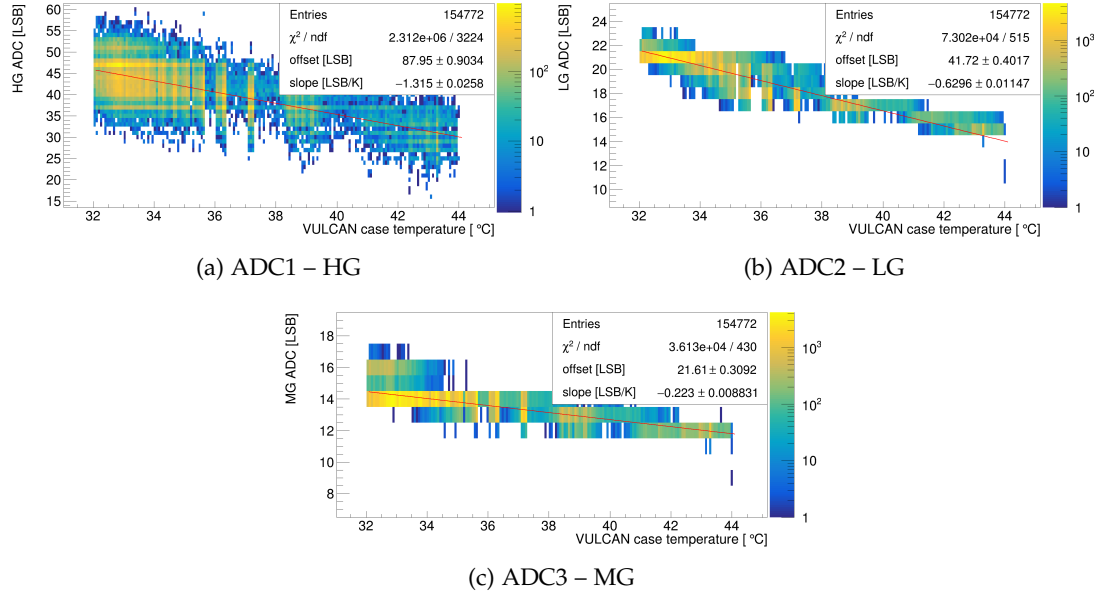 HG ADC [LSB]
60
55
50
45
40
35
30
25
20
15
Entries 154772
χ² / ndf 2.312e+06 / 3224
offset [LSB] 87.95 ± 0.9034
slope [LSB/K] −1.315 ± 0.0258
10²
10
1
32 34 36 38 40 42 44
VULCAN case temperature [ °C]
(a) ADC1 – HG
LG ADC [LSB]
24
22
20
18
16
14
12
10
Entries 154772
χ² / ndf 7.302e+04 / 515
offset [LSB] 41.72 ± 0.4017
slope [LSB/K] −0.6296 ± 0.01147
10³
10²
10
1
32 34 36 38 40 42 44
VULCAN case temperature [ °C]
(b) ADC2 – LG
MG ADC [LSB]
18
16
14
12
10
8
Entries 154772
χ² / ndf 3.613e+04 / 430
offset [LSB] 21.61 ± 0.3092
slope [LSB/K] −0.223 ± 0.008831
10³
10²
10
1
32 34 36 38 40 42 44
VULCAN case temperature [ °C]
(c) ADC3 – MG